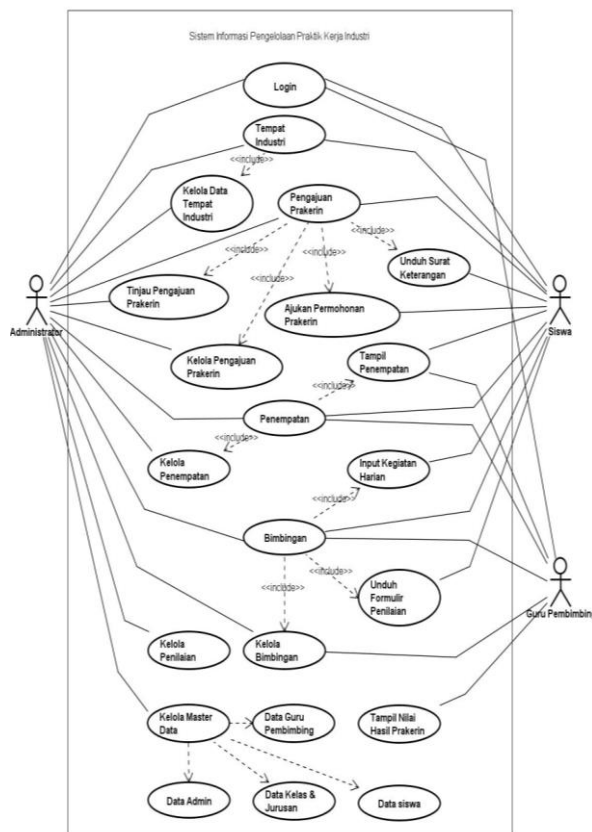 Sistem Informasi Pengelolaan Praktik Kerja Industri
Login
Tempat
Industri
<<include>>
Kelola Data
Tempat
Industri
Pengajuan
Prakerin
<<include>>
<<include>>
<<include>>
<<include>>
Unduh Surat
Keterangan
Tinjau Pengajuan
Prakerin
Ajukan Permohonan
Prakerin
Administrator
Siswa
Kelola Pengajuan
Prakerin
Tampil
Penempatan
<<include>>
Penempatan
<<include>>
Kelola
Penempatan
Input Kegiatan
Harian
<<include>>
Bimbingan
<<include>>
<<include>>
Unduh
Formulir
Penilaian
Guru Pembimbing
Kelola
Penilaian
Kelola
Bimbingan
Kelola Master
Data
Data Guru
Pembimbing
Tampil Nilai
Hasil Prakerin
Data Admin
Data Kelas &
Jurusan
Data siswa